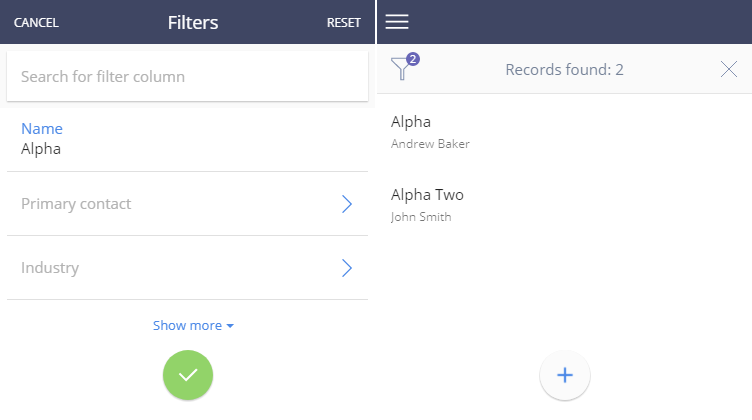 CANCEL Filters RESET
Search for filter column
Name
Alpha
Primary contact
Industry
Show more
2
Records found: 2
Alpha
Andrew Baker
Alpha Two
John Smith